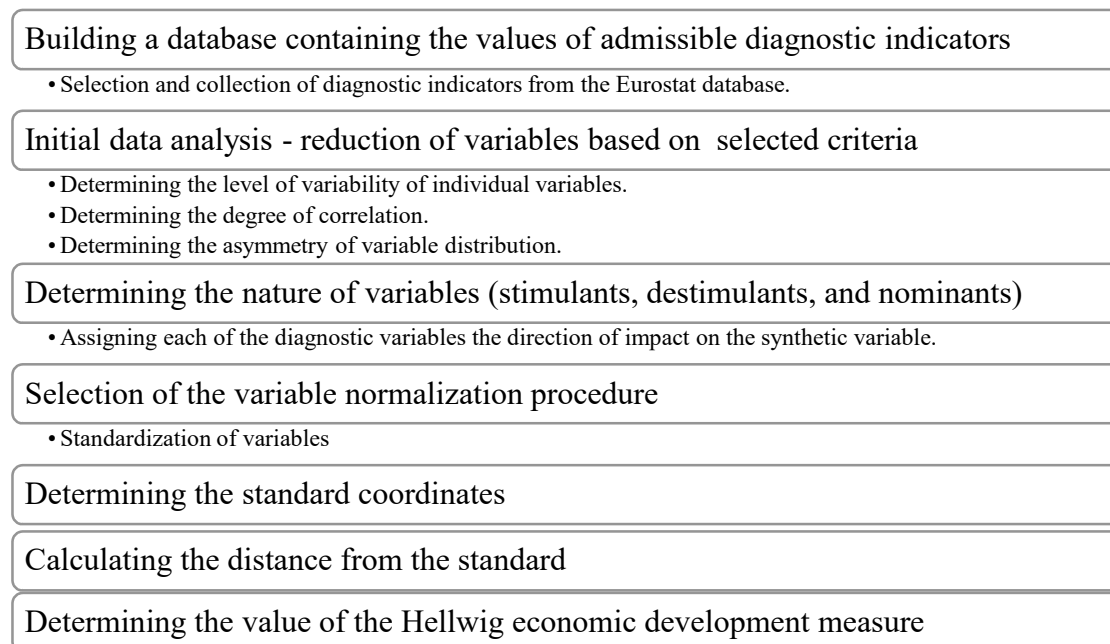 Building a database containing the values of admissible diagnostic indicators
• Selection and collection of diagnostic indicators from the Eurostat database.
Initial data analysis - reduction of variables based on  selected criteria
• Determining the level of variability of individual variables.
• Determining the degree of correlation.
• Determining the asymmetry of variable distribution.
Determining the nature of variables (stimulants, destimulants, and nominants)
• Assigning each of the diagnostic variables the direction of impact on the synthetic variable.
Selection of the variable normalization procedure
• Standardization of variables
Determining the standard coordinates
Calculating the distance from the standard
Determining the value of the Hellwig economic development measure